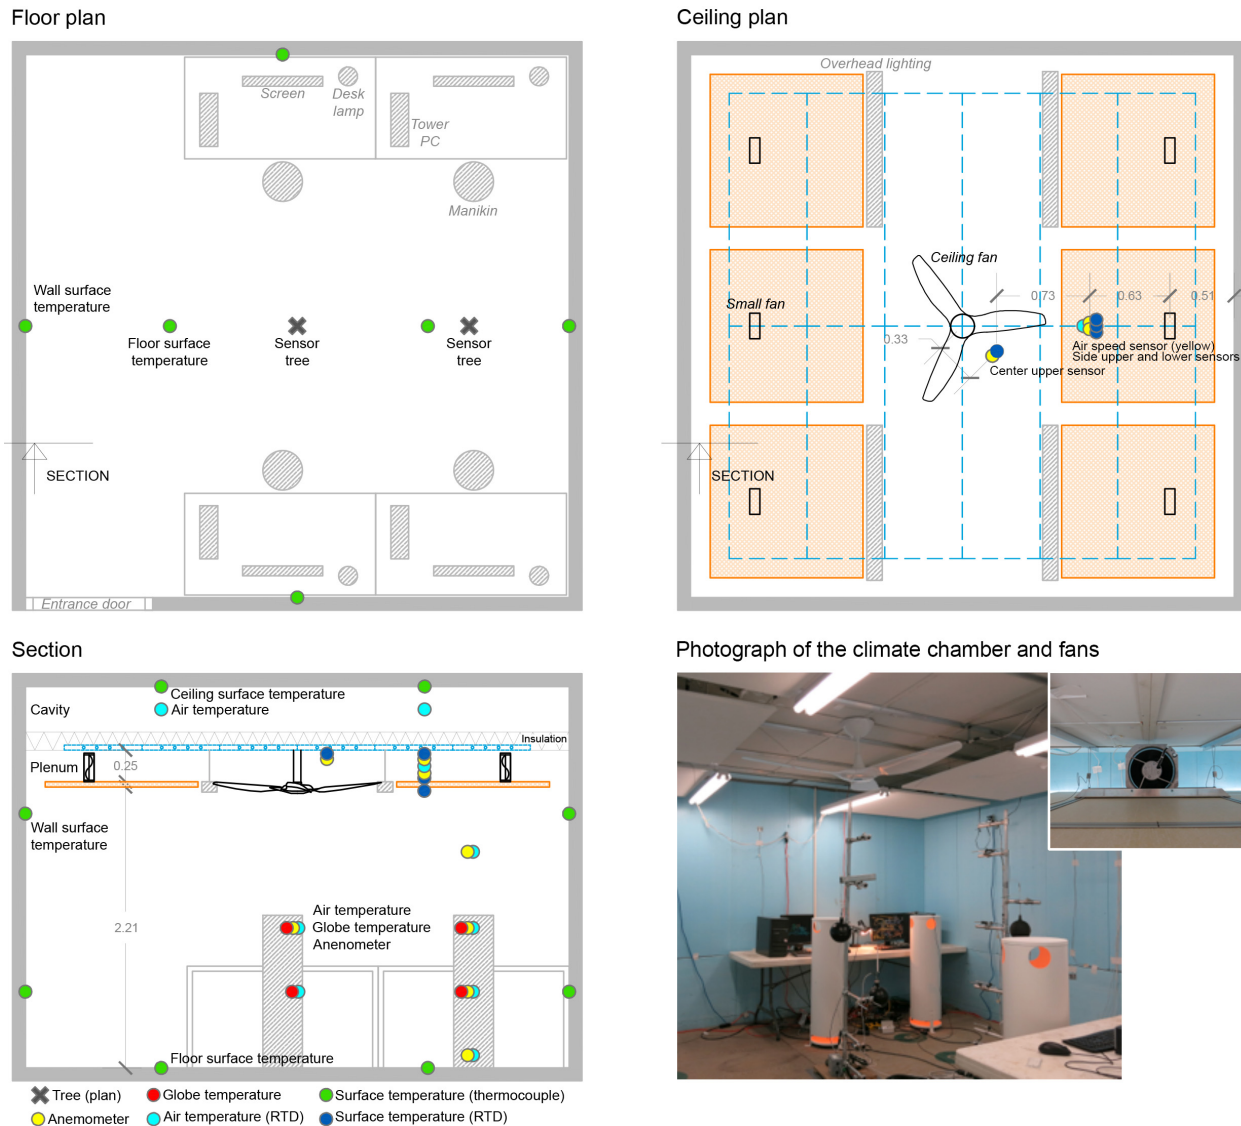 Floor plan
Screen
Desk
lamp
Tower
PC
Manikin
Wall surface
temperature
Floor surface
temperature
Sensor
tree
Sensor
tree
SECTION
Entrance door
Ceiling plan
Overhead lighting
Ceiling fan
Small fan
0.73
0.63
0.51
0.33
Air speed sensor (yellow)
Side upper and lower sensors
Center upper sensor
SECTION
Section
Ceiling surface temperature
Cavity
Air temperature
Insulation
Plenum
0.25
Wall surface
temperature
2.21
Air temperature
Globe temperature
Anenometer
Floor surface temperature
Tree (plan)
Globe temperature
Surface temperature (thermocouple)
Anemometer
Air temperature (RTD)
Surface temperature (RTD)
Photograph of the climate chamber and fans